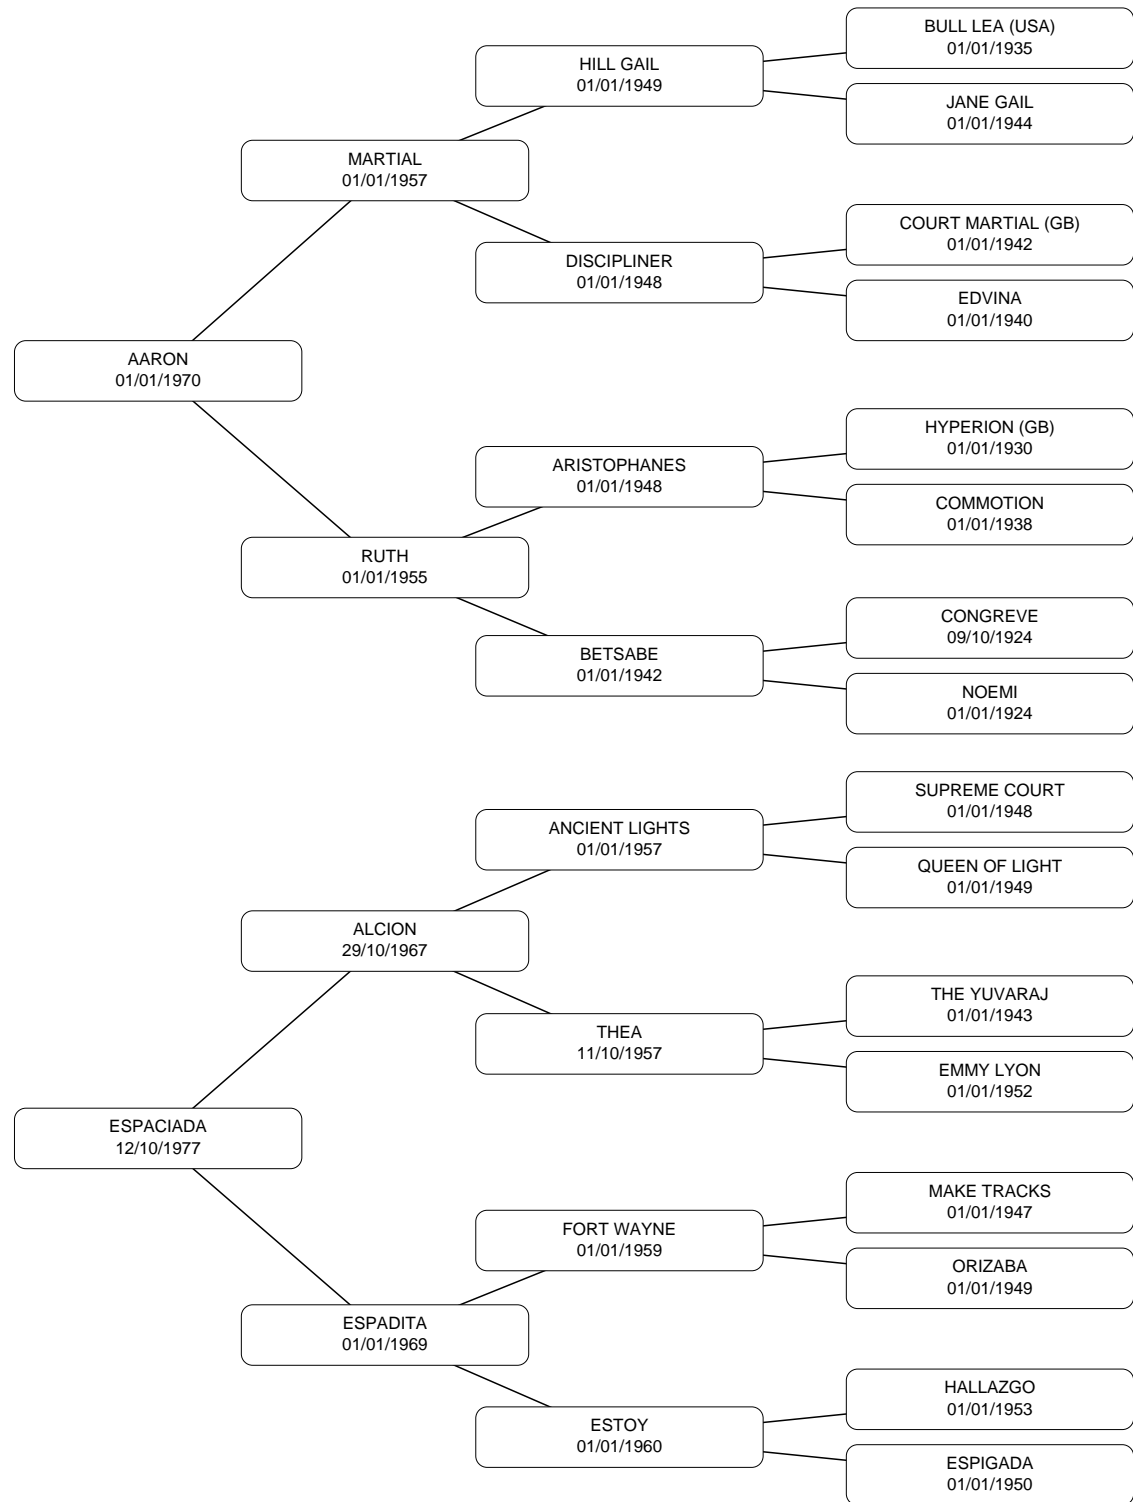 BULL LEA (USA)
01/01/1935
HILL GAIL
01/01/1949
JANE GAIL
01/01/1944
MARTIAL
01/01/1957
COURT MARTIAL (GB)
01/01/1942
DISCIPLINER
01/01/1948
EDVINA
01/01/1940
AARON
01/01/1970
HYPERION (GB)
01/01/1930
ARISTOPHANES
01/01/1948
COMMOTION
01/01/1938
RUTH
01/01/1955
CONGREVE
09/10/1924
BETSABE
01/01/1942
NOEMI
01/01/1924
SUPREME COURT
01/01/1948
ANCIENT LIGHTS
01/01/1957
QUEEN OF LIGHT
01/01/1949
ALCION
29/10/1967
THE YUVARAJ
01/01/1943
THEA
11/10/1957
EMMY LYON
01/01/1952
ESPACIADA
12/10/1977
MAKE TRACKS
01/01/1947
FORT WAYNE
01/01/1959
ORIZABA
01/01/1949
ESPADITA
01/01/1969
HALLAZGO
01/01/1953
ESTOY
01/01/1960
ESPIGADA
01/01/1950